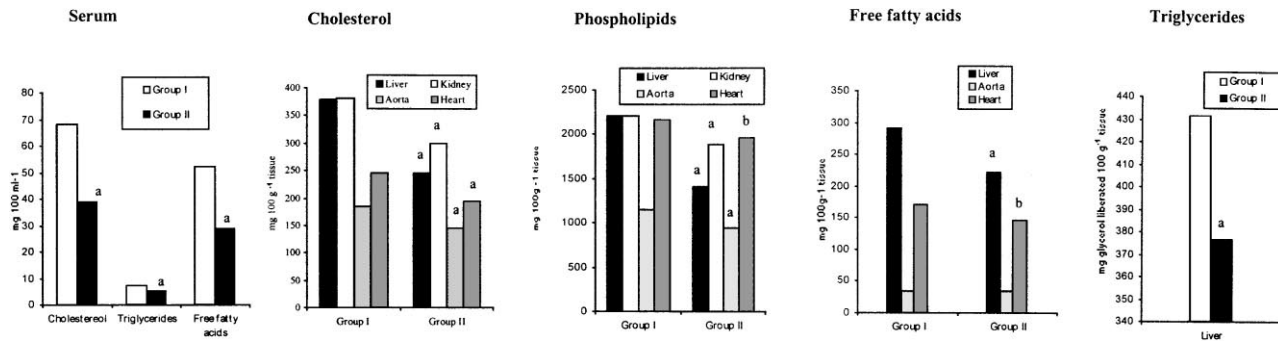 Serum
Cholesterol
Phospholipids
Free fatty acids
Triglycerides
Group I
Group II
80
70
60
50
40
30
20
10
0
mg 100 ml-1
a
a
a
Cholestereol
Triglycerides
Free fatty
acids
Liver
Kidney
Aorta
Heart
400
350
300
250
200
150
100
50
0
mg 100 g -1 tissue
a
a
a
a
Group I
Group II
Liver
Kidney
Aorta
Heart
2500
2000
1500
1000
500
0
mg 100g-1 tissue
a
a
a
b
Group I
Group II
Liver
Aorta
Heart
350
300
250
200
150
100
50
0
mg 100g-1 tissue
a
b
Group I
Group II
Group I
Group II
440
430
420
410
400
390
380
370
360
350
340
mg glycerol liberated 100 g-1 tissue
a
Liver